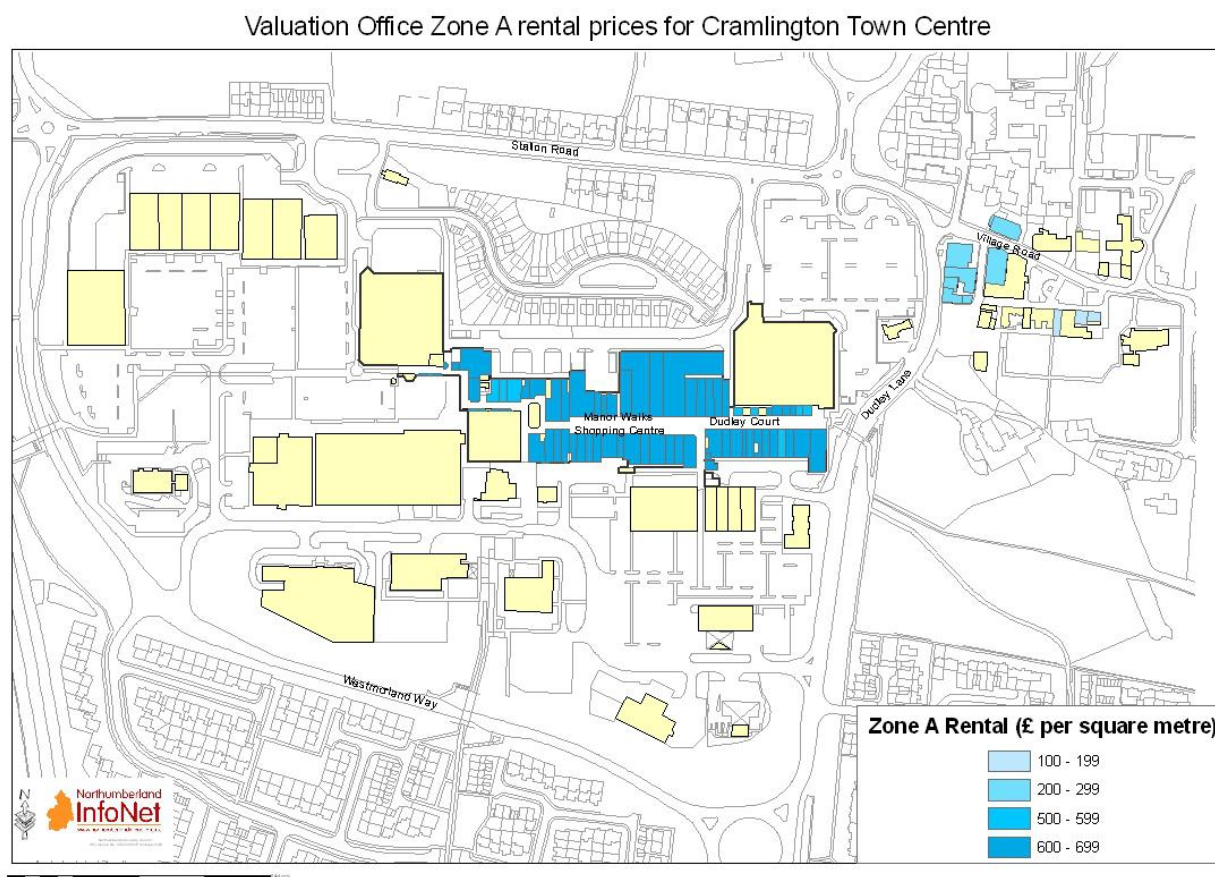 Valuation Office Zone A rental prices for Cramlington Town Centre
Station Road
Village Road
Dudley Lane
Manor Walks
Shopping Centre
Dudley Court
Westmorland Way
Zone A Rental (£ per square metre)
100 - 199
200 - 299
500 - 599
600 - 699
N
Northumberland
InfoNet